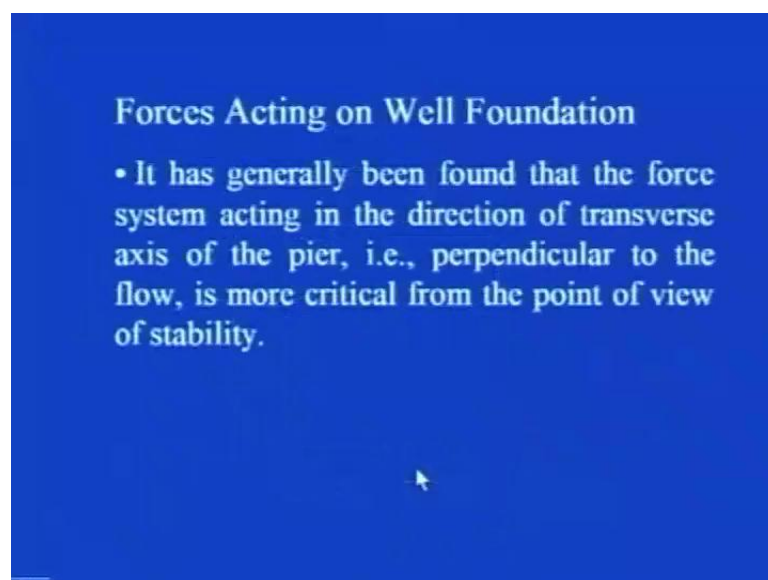 Forces Acting on Well Foundation
• It has generally been found that the force
system acting in the direction of transverse
axis of the pier, i.e., perpendicular to the
flow, is more critical from the point of view
of stability.